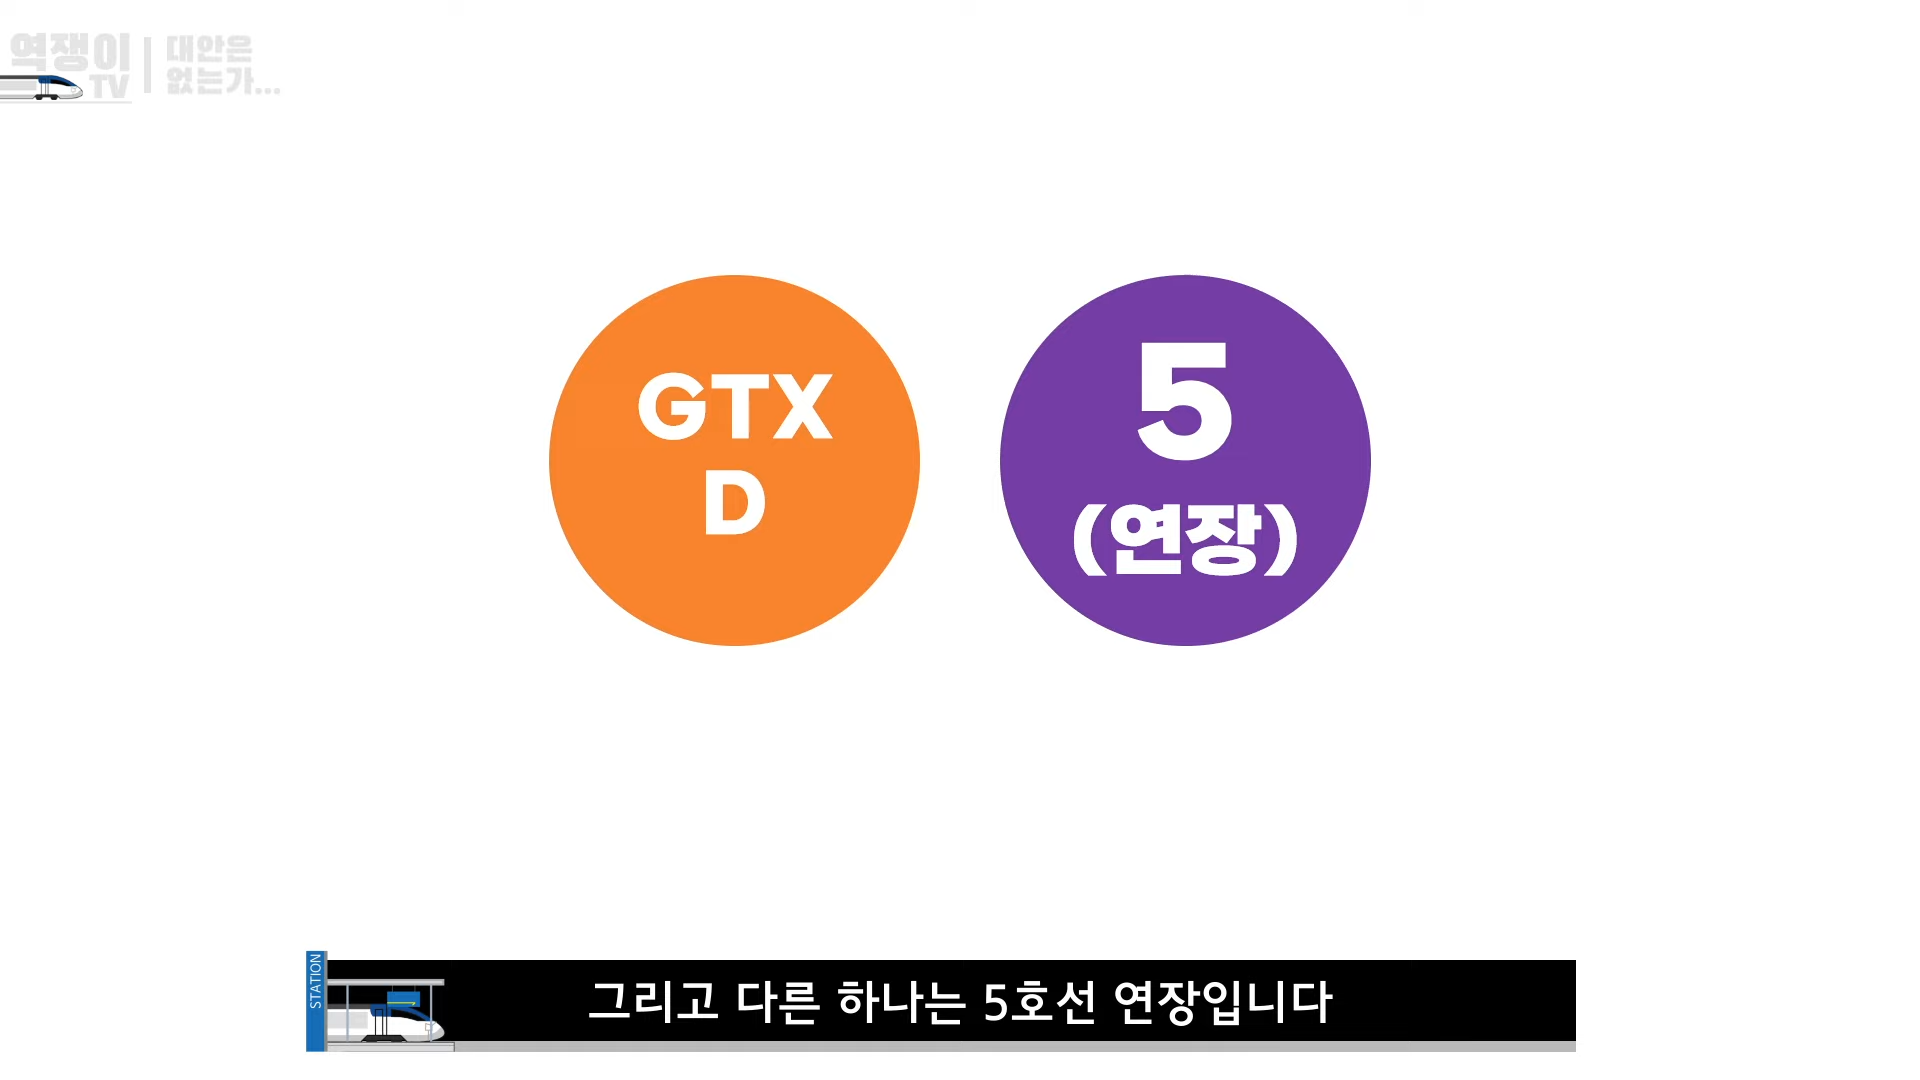 역쟁이
TV
대안은
없는가...
GTX
D
5
(연장)
STATION
그리고 다른 하나는 5호선 연장입니다